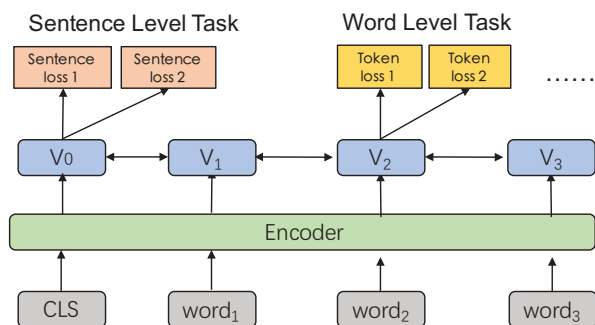 Sentence Level Task
Word Level Task
Sentence
loss 1
Sentence
loss 2
Token
loss 1
Token
loss 2
......
V0
V1
V2
V3
Encoder
CLS
word1
word2
word3